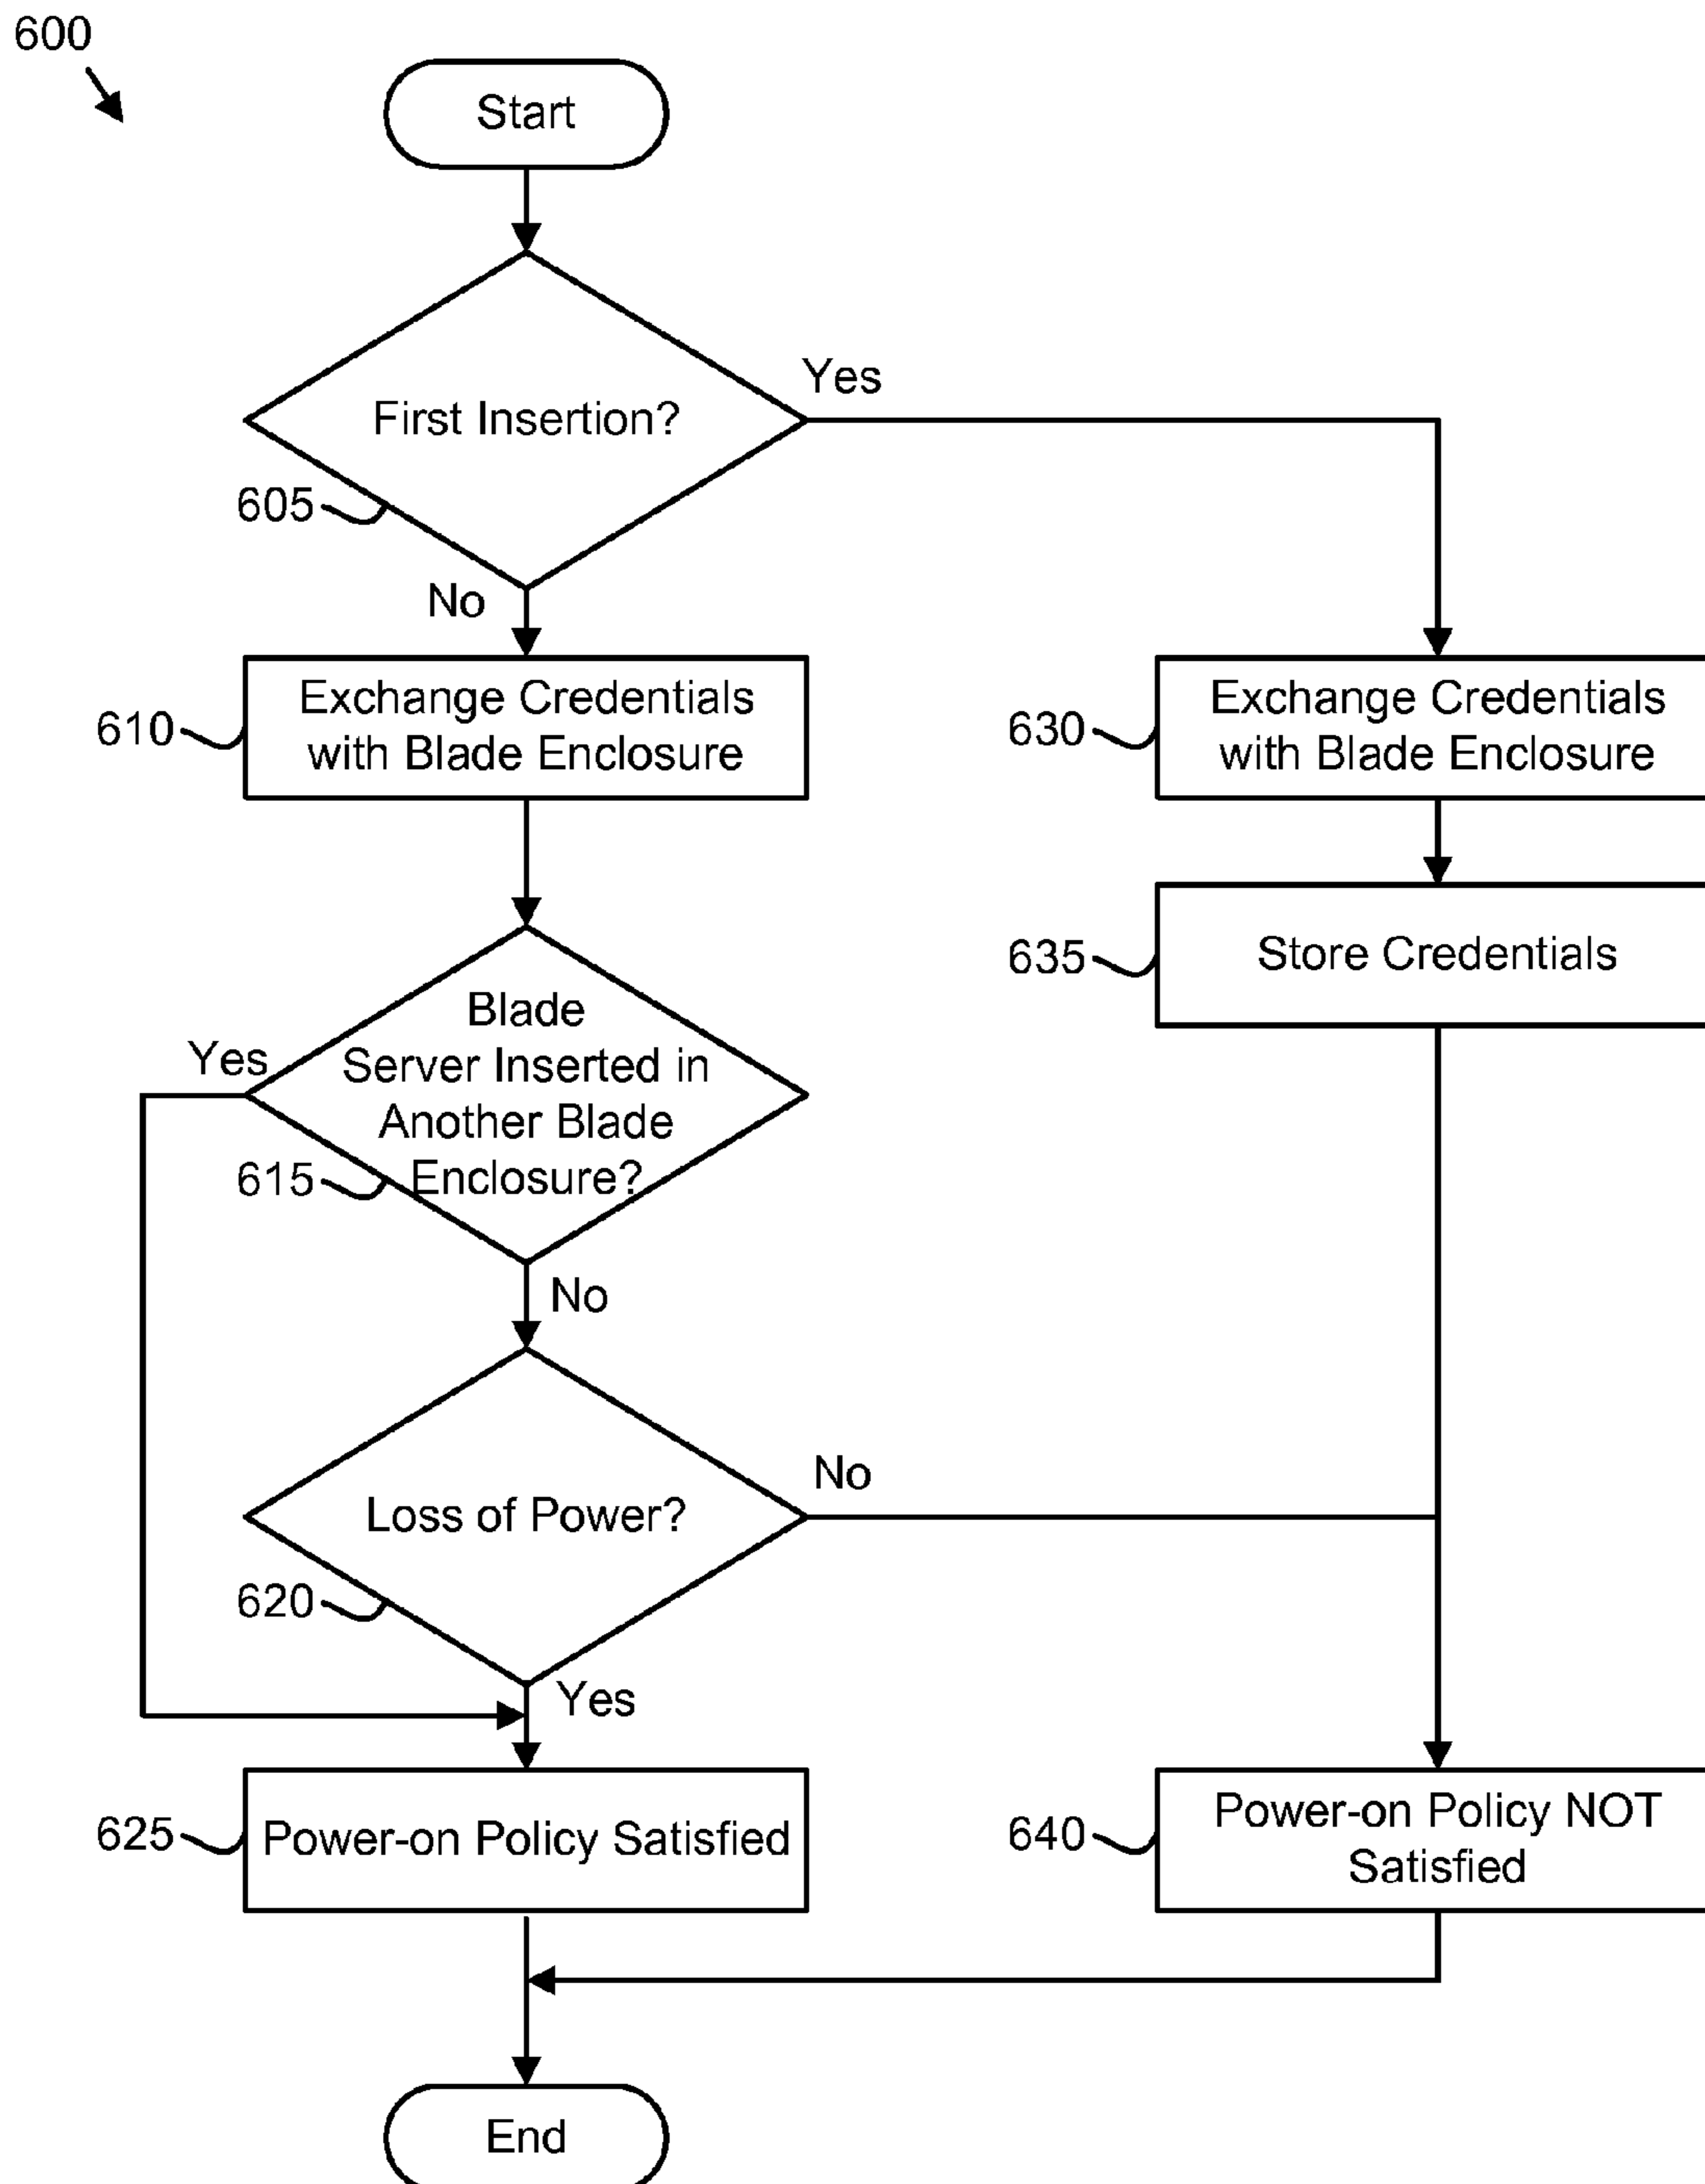 600
Start
First Insertion?
Yes
605
No
610
Exchange Credentials
with Blade Enclosure
630
Exchange Credentials
with Blade Enclosure
635
Store Credentials
Blade
Server Inserted in
Another Blade
Enclosure?
Yes
615
No
Loss of Power?
No
620
Yes
625
Power-on Policy Satisfied
640
Power-on Policy NOT
Satisfied
End